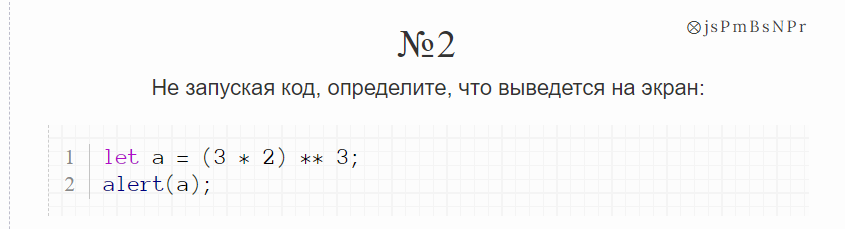 №2
⊗jsPmBsNPr
Не запуская код, определите, что выведется на экран:
1 let a = (3 * 2) ** 3;
2 alert(a);